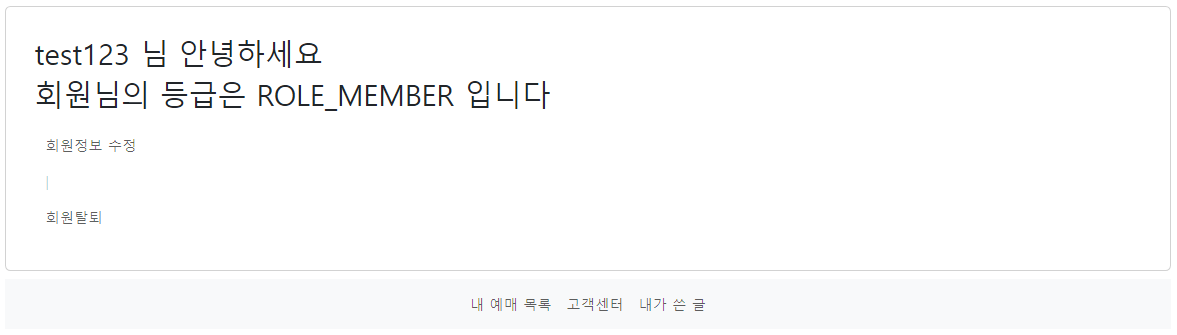 test123 님 안녕하세요
회원님의 등급은 ROLE_MEMBER 입니다
회원정보 수정
|
회원탈퇴
내 예매 목록 고객센터 내가 쓴 글